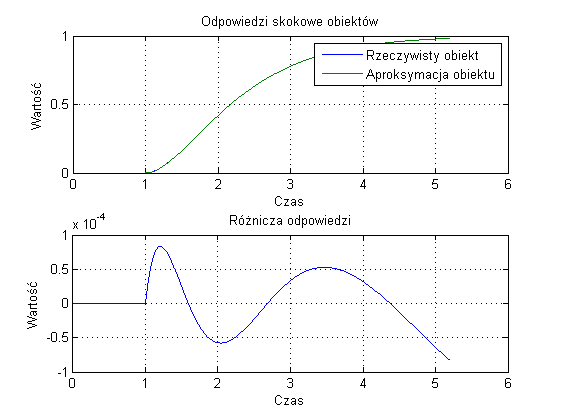 Odpowiedzi skokowe obiektów
1
0.5
0
Wartość
Rzeczywisty obiekt
Aproksymacja obiektu
0 1 2 3 4 5 6
Czas
Różnicza odpowiedzi
x 10^-4
1
0.5
0
-0.5
-1
Wartość
0 1 2 3 4 5 6
Czas